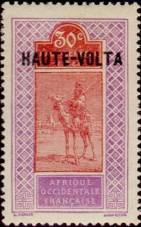 30c
HAUTE-VOLTA
AFRIQUE
OCCIDENTALE
FRANÇAISE